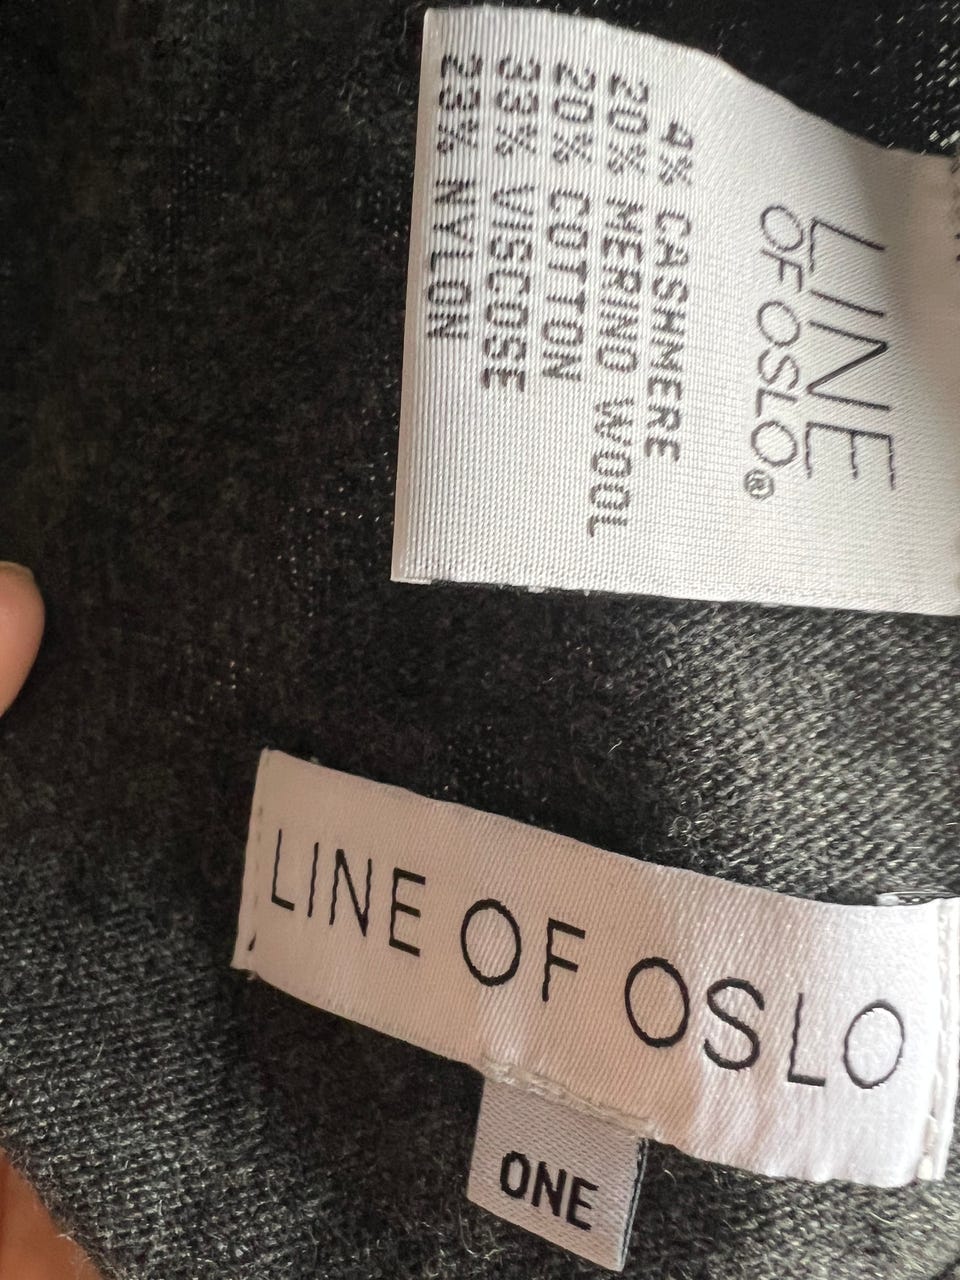 LINE
OF OSLO®
4% CASHMERE
20% MERINO WOOL
20% COTTON
33% VISCOSE
23% NYLON
LINE OF OSLO
ONE